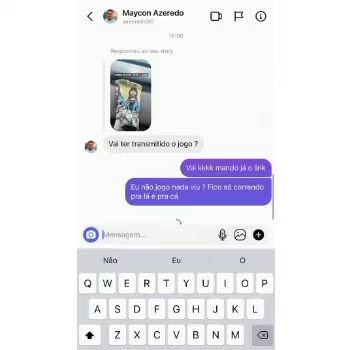 Maycon Azeredo
15:00
Respondeu ao seu story
Vai ter transmitido o jogo ?
Vai kkkk mando já o link
Eu não jogo nada viu ? Fico só correndo
pra lá e pra cá
Mensagem...
Não Eu O
Q W E R T Y U I O P
A S D F G H J K L
Z X C V B N M